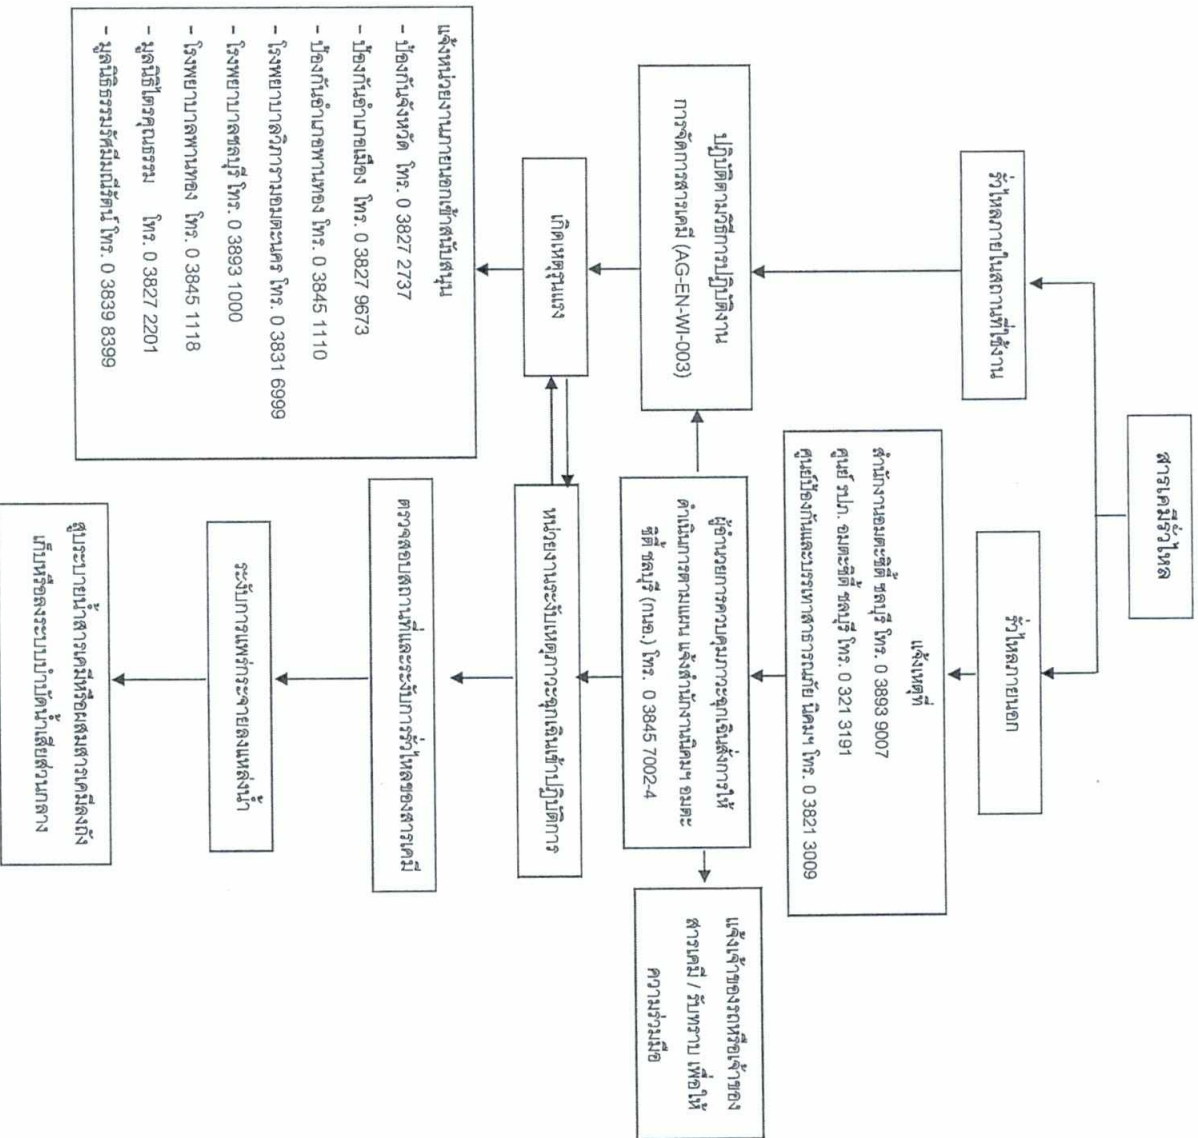 สารเคมีรั่วไหล
รั่วไหลภายในสถานที่ใช้งาน
รั่วไหลภายนอก
แจ้งเหตุที่
สำนักงานอมตะซิตี้ ชลบุรี โทร. 0 3893 9007
ศูนย์ รปภ. อมตะซิตี้ ชลบุรี โทร. 0 321 3191
ศูนย์ป้องกันและบรรเทาสาธารณภัย นิคมฯ โทร. 0 3821 3009
ปฏิบัติตามวิธีการปฏิบัติงาน
การจัดการสารเคมี (AG-EN-WI-003)
ผู้อำนวยการควบคุมภาวะฉุกเฉินสั่งการให้
ดำเนินการตามแผน แจ้งสำนักงานนิคมฯ อมตะ
ซิตี้ ชลบุรี (กนอ.) โทร. 0 3845 7002-4
แจ้งเจ้าของรถหรือเจ้าของ
สารเคมี / รับทราบ เพื่อให้
ความร่วมมือ
เกิดเหตุรุนแรง
หน่วยงานระงับเหตุภาวะฉุกเฉินเข้าปฏิบัติการ
แจ้งหน่วยงานภายนอกเข้าสนับสนุน
- ป้องกันจังหวัด โทร. 0 3827 2737
- ป้องกันอำเภอเมือง โทร. 0 3827 9673
- ป้องกันอำเภอพานทอง โทร. 0 3845 1110
- โรงพยาบาลวิภารามอมตะนคร โทร. 0 3831 6999
- โรงพยาบาลชลบุรี โทร. 0 3893 1000
- โรงพยาบาลพานทอง โทร. 0 3845 1118
- มูลนิธิไตรคุณธรรม โทร. 0 3827 2201
- มูลนิธิธรรมรัศมีมณีรัตน์ โทร. 0 3839 8399
ตรวจสอบสถานที่และระงับการรั่วไหลของสารเคมี
ระงับการแพร่กระจายลงแหล่งน้ำ
สูบระบายน้ำสารเคมีหรือผสมสารเคมีลงถัง
เก็บหรือลงระบบบำบัดน้ำเสียส่วนกลาง